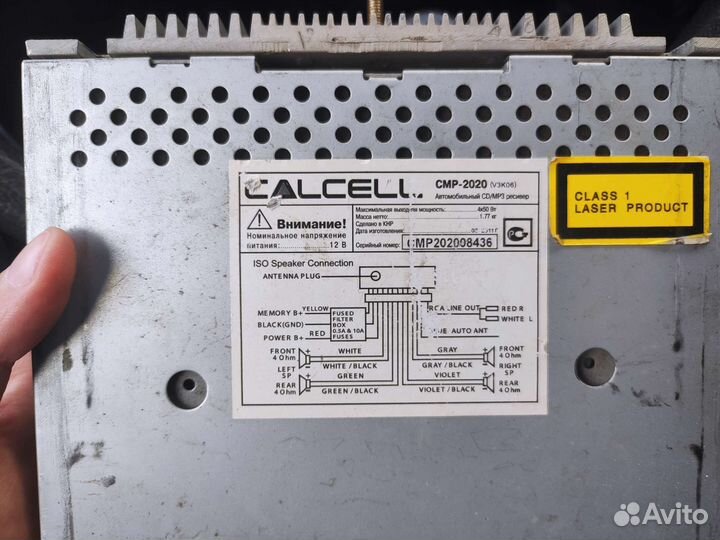 CALCELL CMP-2020 (V3K06)
Автомобильный CD/MP3 ресивер
CLASS 1
LASER PRODUCT
Внимание!
Номинальное напряжение
питания: 12 В
Максимальная выходная мощность: 4x50 Вт
Масса нетто: 1.77 кг
Сделано в КНР
Дата изготовления:
Серийный номер: CMP202008436
ISO Speaker Connection
ANTENNA PLUG
MEMORY B+
YELLOW
BLACK(GND)
POWER B+
RED
FUSED
FILTER
BOX
0.5A & 10A
FUSES
RCA LINE OUT
RED R
WHITE L
BLUE AUTO ANT
FRONT
4 Ohm
LEFT
SP
REAR
4 Ohm
WHITE
WHITE/BLACK
GREEN
GREEN/BLACK
GRAY
GRAY/BLACK
VIOLET
VIOLET/BLACK
FRONT
4 Ohm
RIGHT
SP
REAR
4 Ohm
Avito